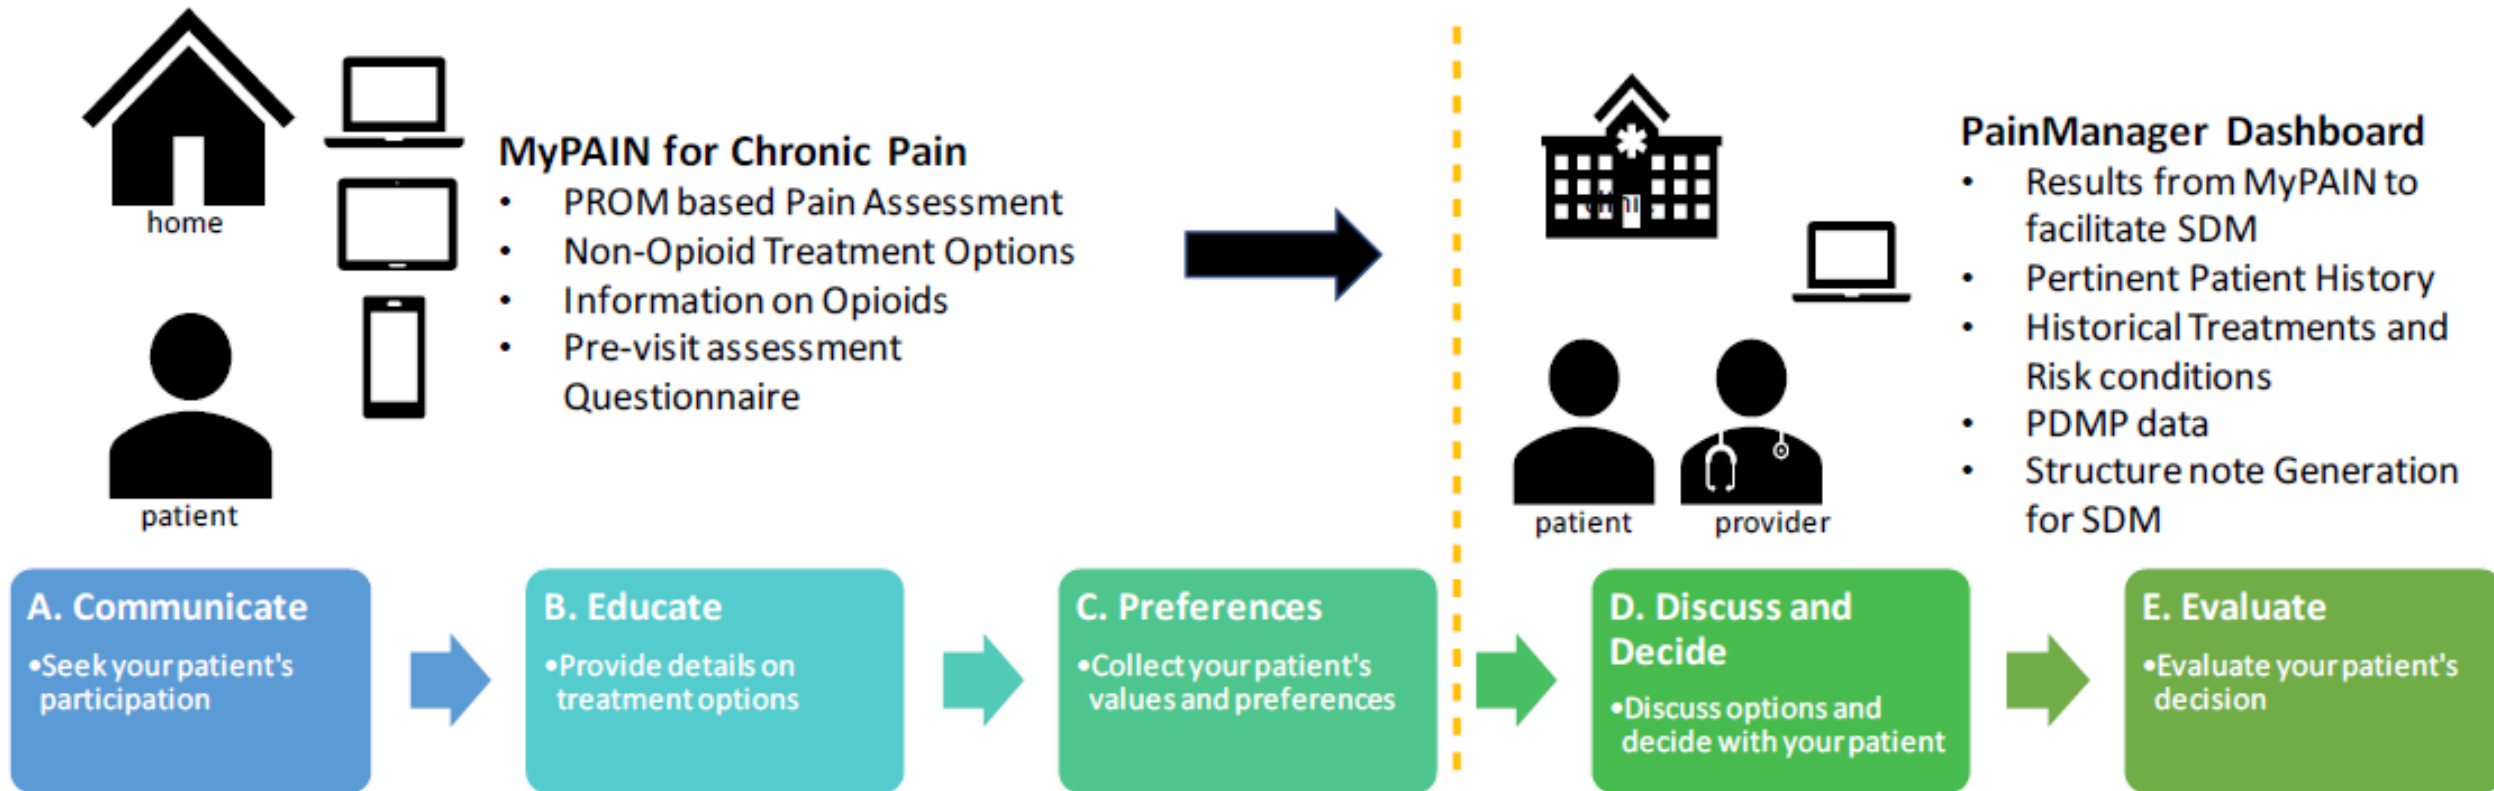 home
patient
MyPAIN for Chronic Pain
• PROM based Pain Assessment
• Non-Opioid Treatment Options
• Information on Opioids
• Pre-visit assessment
Questionnaire
patient
provider
PainManager Dashboard
• Results from MyPAIN to
facilitate SDM
• Pertinent Patient History
• Historical Treatments and
Risk conditions
• PDMP data
• Structure note Generation
for SDM
A. Communicate
•Seek your patient's
participation
B. Educate
•Provide details on
treatment options
C. Preferences
•Collect your patient's
values and preferences
D. Discuss and
Decide
•Discuss options and
decide with your patient
E. Evaluate
•Evaluate your patient's
decision